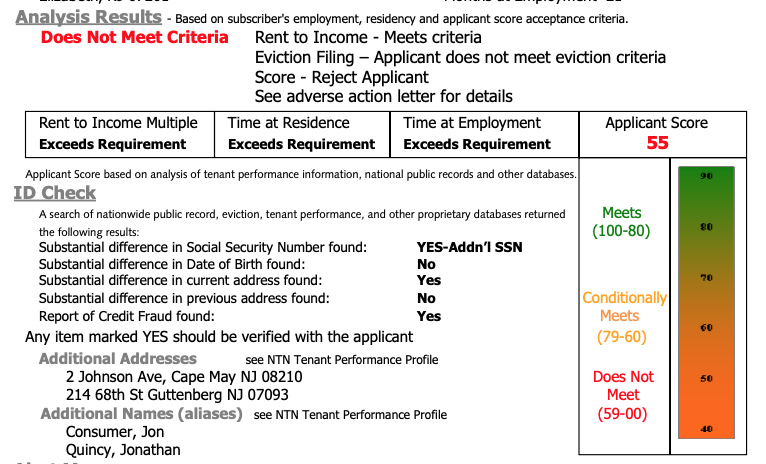 Analysis Results - Based on subscriber's employment, residency and applicant score acceptance criteria.
Does Not Meet Criteria Rent to Income - Meets criteria
Eviction Filing – Applicant does not meet eviction criteria
Score - Reject Applicant
See adverse action letter for details
Rent to Income Multiple Time at Residence Time at Employment Applicant Score
Exceeds Requirement Exceeds Requirement Exceeds Requirement 55
Applicant Score based on analysis of tenant performance information, national public records and other databases.
ID Check
A search of nationwide public record, eviction, tenant performance, and other proprietary databases returned
the following results:
Substantial difference in Social Security Number found: YES-Addn'l SSN
Substantial difference in Date of Birth found: No
Substantial difference in current address found: Yes
Substantial difference in previous address found: No
Report of Credit Fraud found: Yes
Any item marked YES should be verified with the applicant
Additional Addresses see NTN Tenant Performance Profile
2 Johnson Ave, Cape May NJ 08210
214 68th St Guttenberg NJ 07093
Additional Names (aliases) see NTN Tenant Performance Profile
Consumer, Jon
Quincy, Jonathan
Meets
(100-80)
Conditionally
Meets
(79-60)
Does Not
Meet
(59-00)
90
80
70
60
50
40